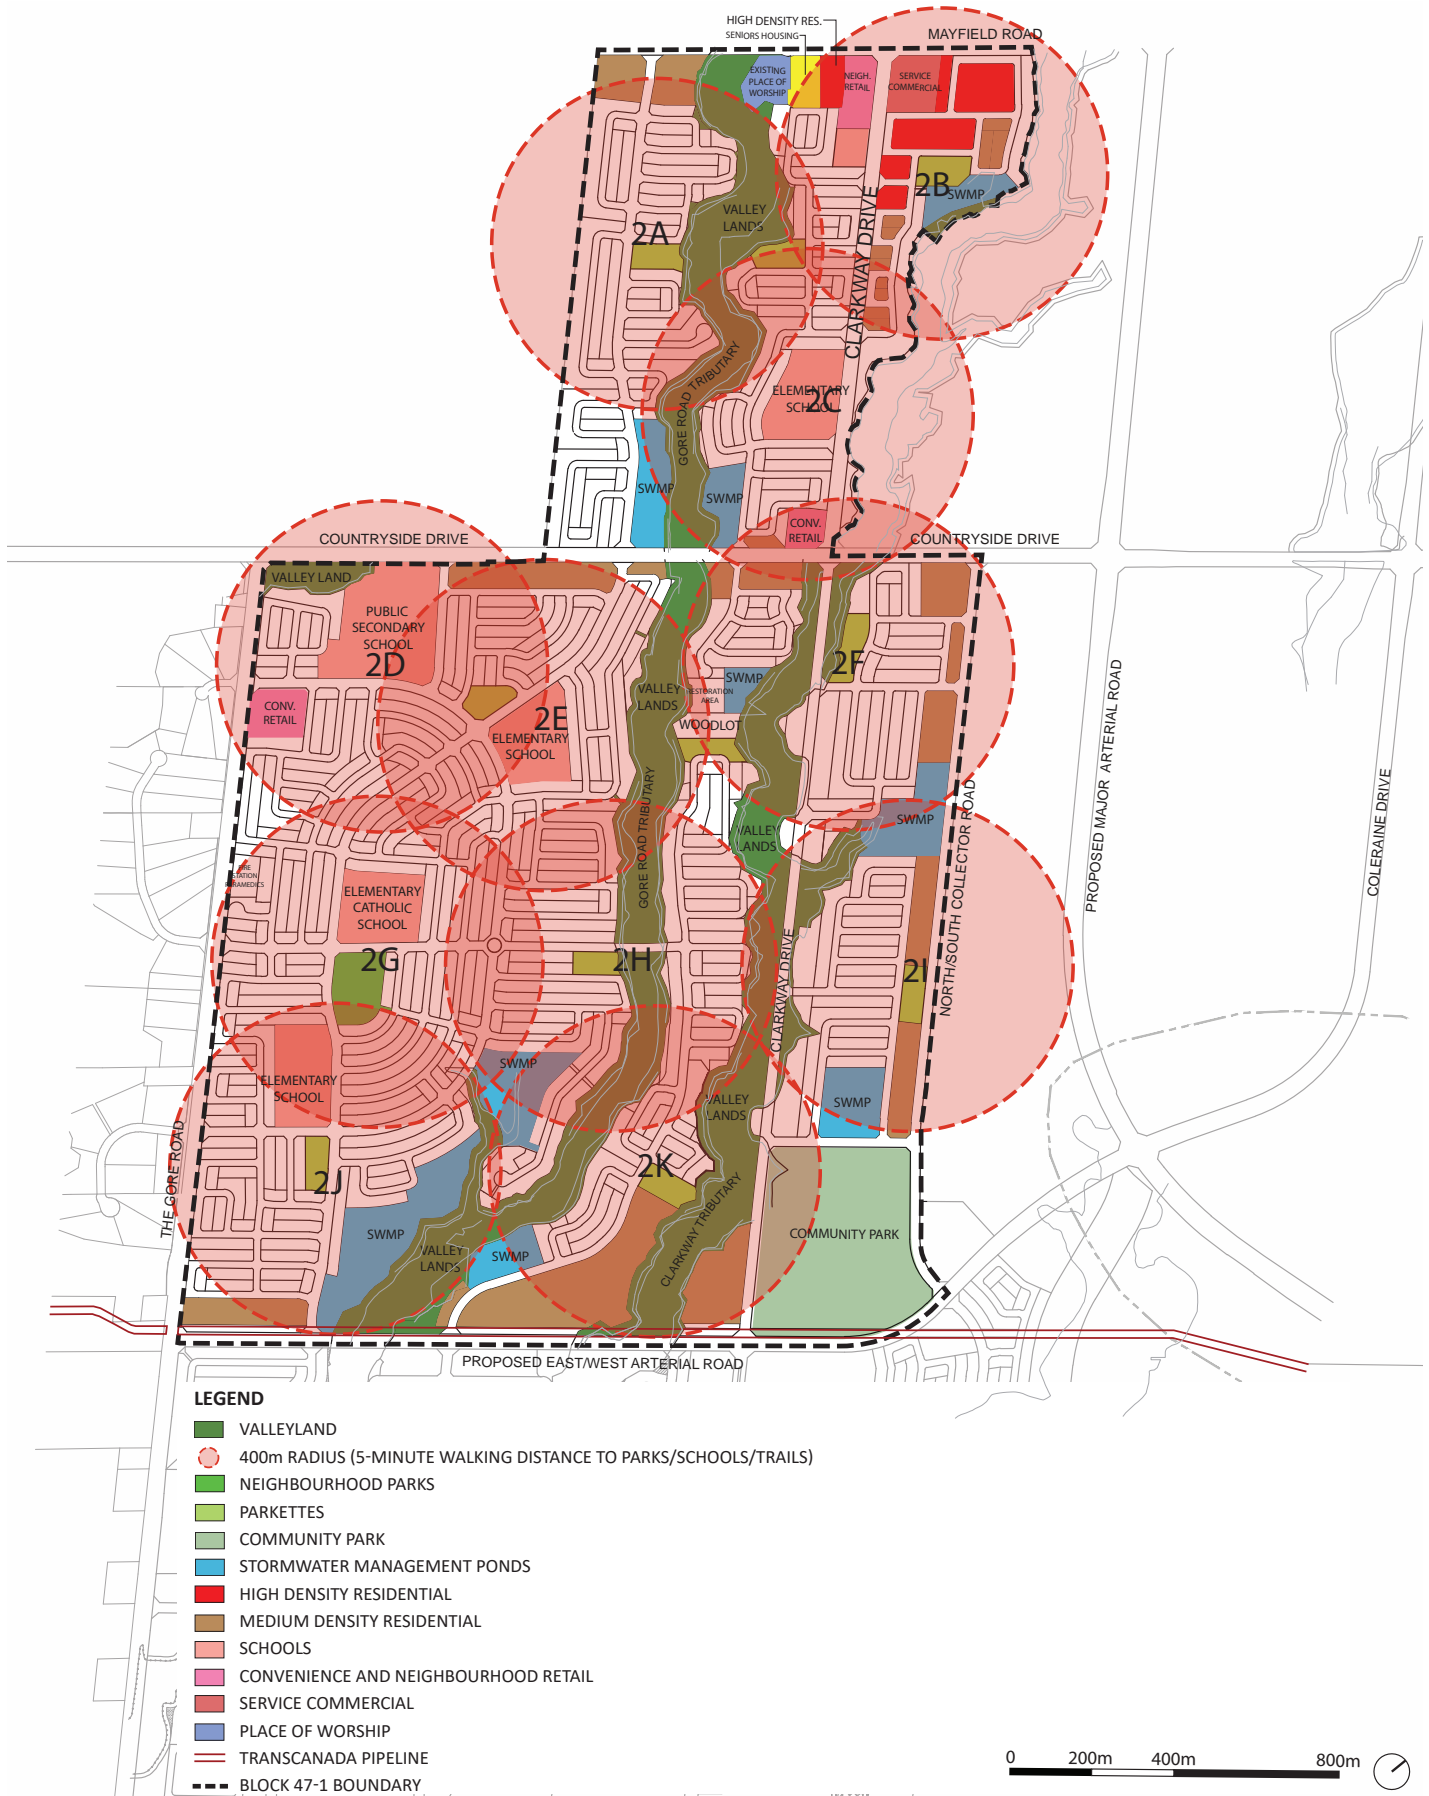 HIGH DENSITY RES.
SENIORS HOUSING
MAYFIELD ROAD
EXISTING
PLACE OF
WORSHIP
NEIGH.
RETAIL
SERVICE
COMMERCIAL
2B
SWMP
VALLEY
LANDS
2A
CLARKWAY DRIVE
GORE ROAD TRIBUTARY
ELEMENTARY
SCHOOL
2C
SWMP
SWMP
CONV.
RETAIL
COUNTRYSIDE DRIVE
COUNTRYSIDE DRIVE
VALLEY LAND
PUBLIC
SECONDARY
SCHOOL
2D
2F
SWMP
RESTORATION
AREA
VALLEY
LANDS
CONV.
RETAIL
2E
ELEMENTARY
SCHOOL
WOODLOT
PROPOSED MAJOR ARTERIAL ROAD
COLERAINE DRIVE
NORTH/SOUTH COLLECTOR ROAD
GORE ROAD TRIBUTARY
SWMP
VALLEY
LANDS
FIRE
STATION
PARAMEDICS
ELEMENTARY
CATHOLIC
SCHOOL
2G
2H
2I
CLARKWAY DRIVE
SWMP
ELEMENTARY
SCHOOL
VALLEY
LANDS
SWMP
THE GORE ROAD
2J
2K
CLARKWAY TRIBUTARY
SWMP
VALLEY
LANDS
SWMP
COMMUNITY PARK
PROPOSED EAST/WEST ARTERIAL ROAD
LEGEND
VALLEYLAND
400m RADIUS (5-MINUTE WALKING DISTANCE TO PARKS/SCHOOLS/TRAILS)
NEIGHBOURHOOD PARKS
PARKETTES
COMMUNITY PARK
STORMWATER MANAGEMENT PONDS
HIGH DENSITY RESIDENTIAL
MEDIUM DENSITY RESIDENTIAL
SCHOOLS
CONVENIENCE AND NEIGHBOURHOOD RETAIL
SERVICE COMMERCIAL
PLACE OF WORSHIP
TRANSCANADA PIPELINE
BLOCK 47-1 BOUNDARY
0 200m 400m 800m